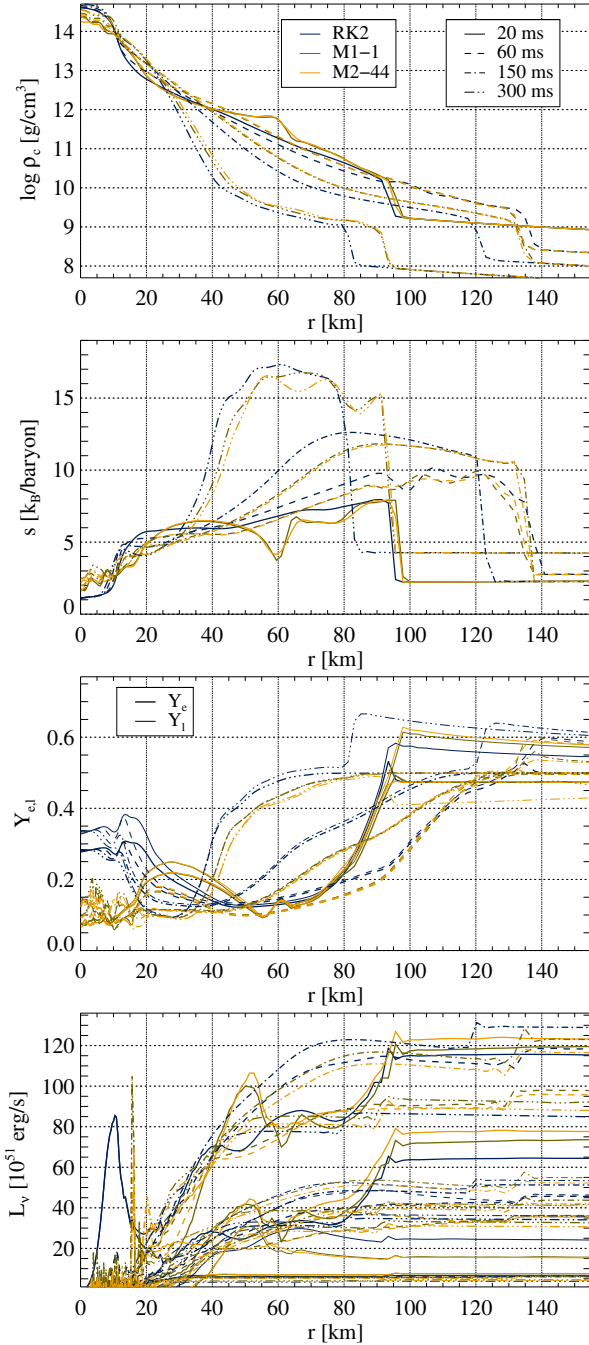 14
13
12
11
10
9
8
log ρc [g/cm³]
RK2
M1−1
M2−44
20 ms
60 ms
150 ms
300 ms
0 20 40 60 80 100 120 140
r [km]
15
10
5
0
s [kB/baryon]
0 20 40 60 80 100 120 140
r [km]
0.6
0.4
0.2
0.0
Ye,l
Ye
Yl
0 20 40 60 80 100 120 140
r [km]
120
100
80
60
40
20
Lν [10⁵¹ erg/s]
0 20 40 60 80 100 120 140
r [km]